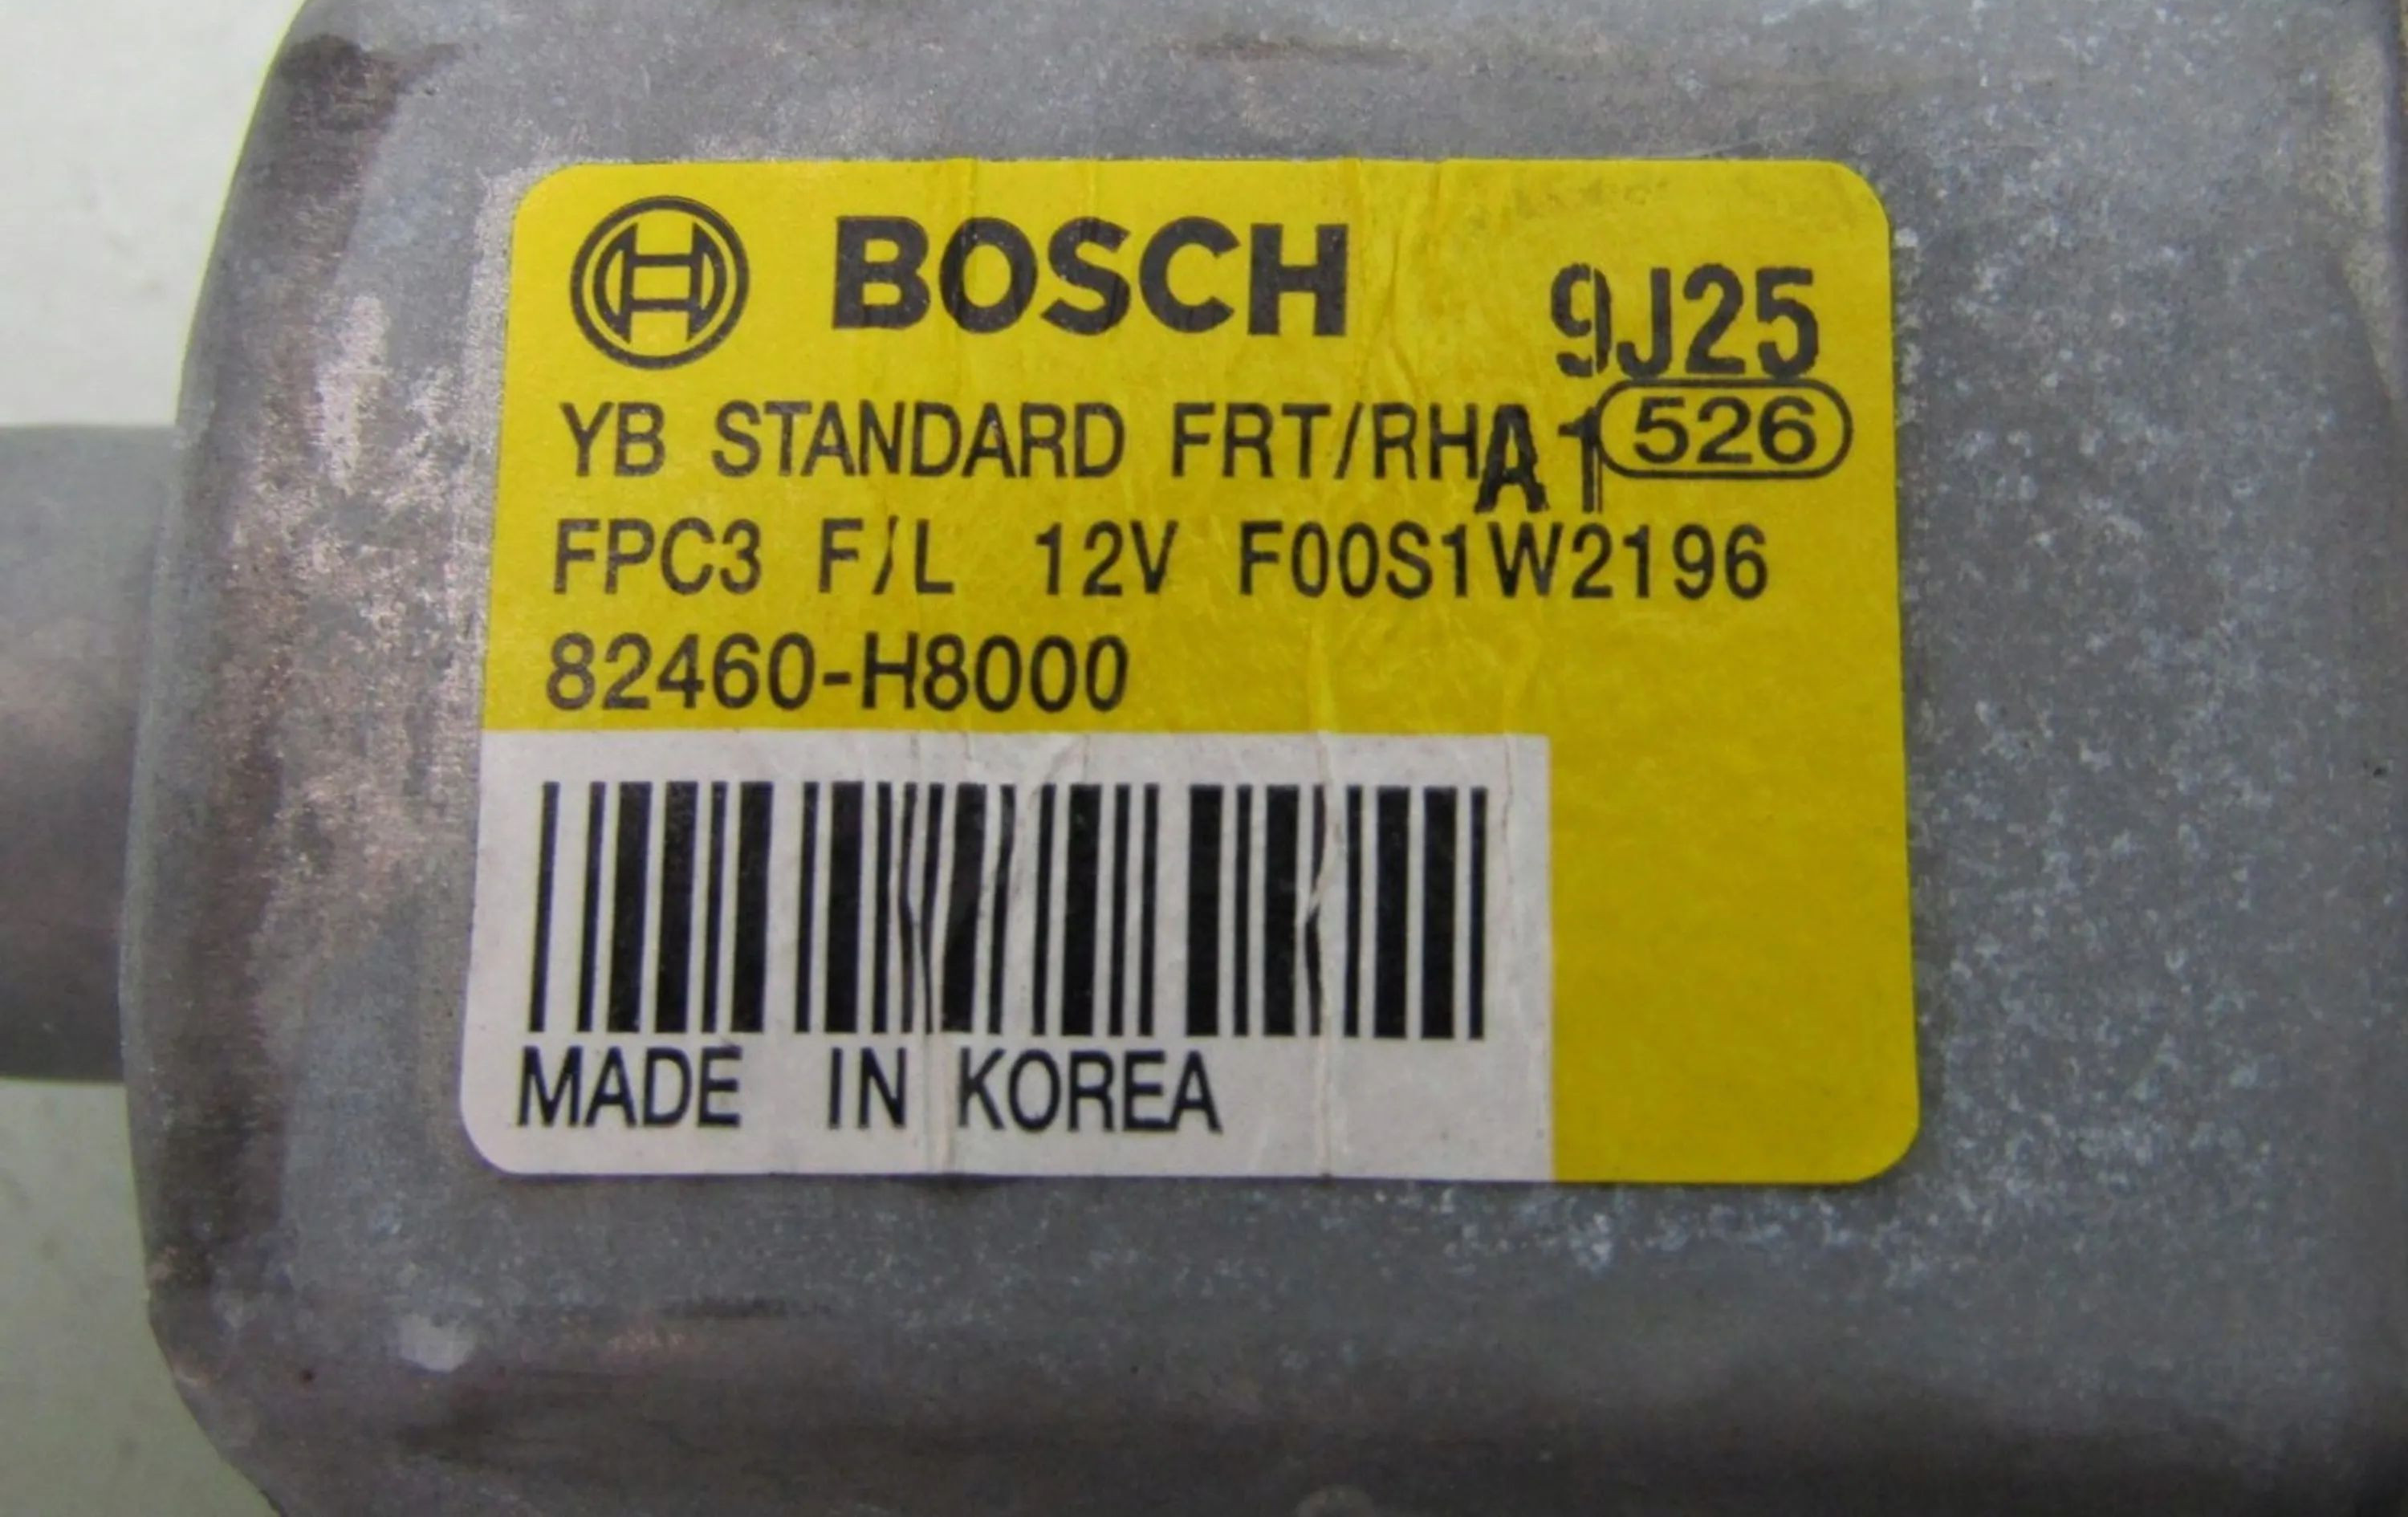 BOSCH 9J25
YB STANDARD FRT/RH A1 526
FPC3 F/L 12V F00S1W2196
82460-H8000
MADE IN KOREA